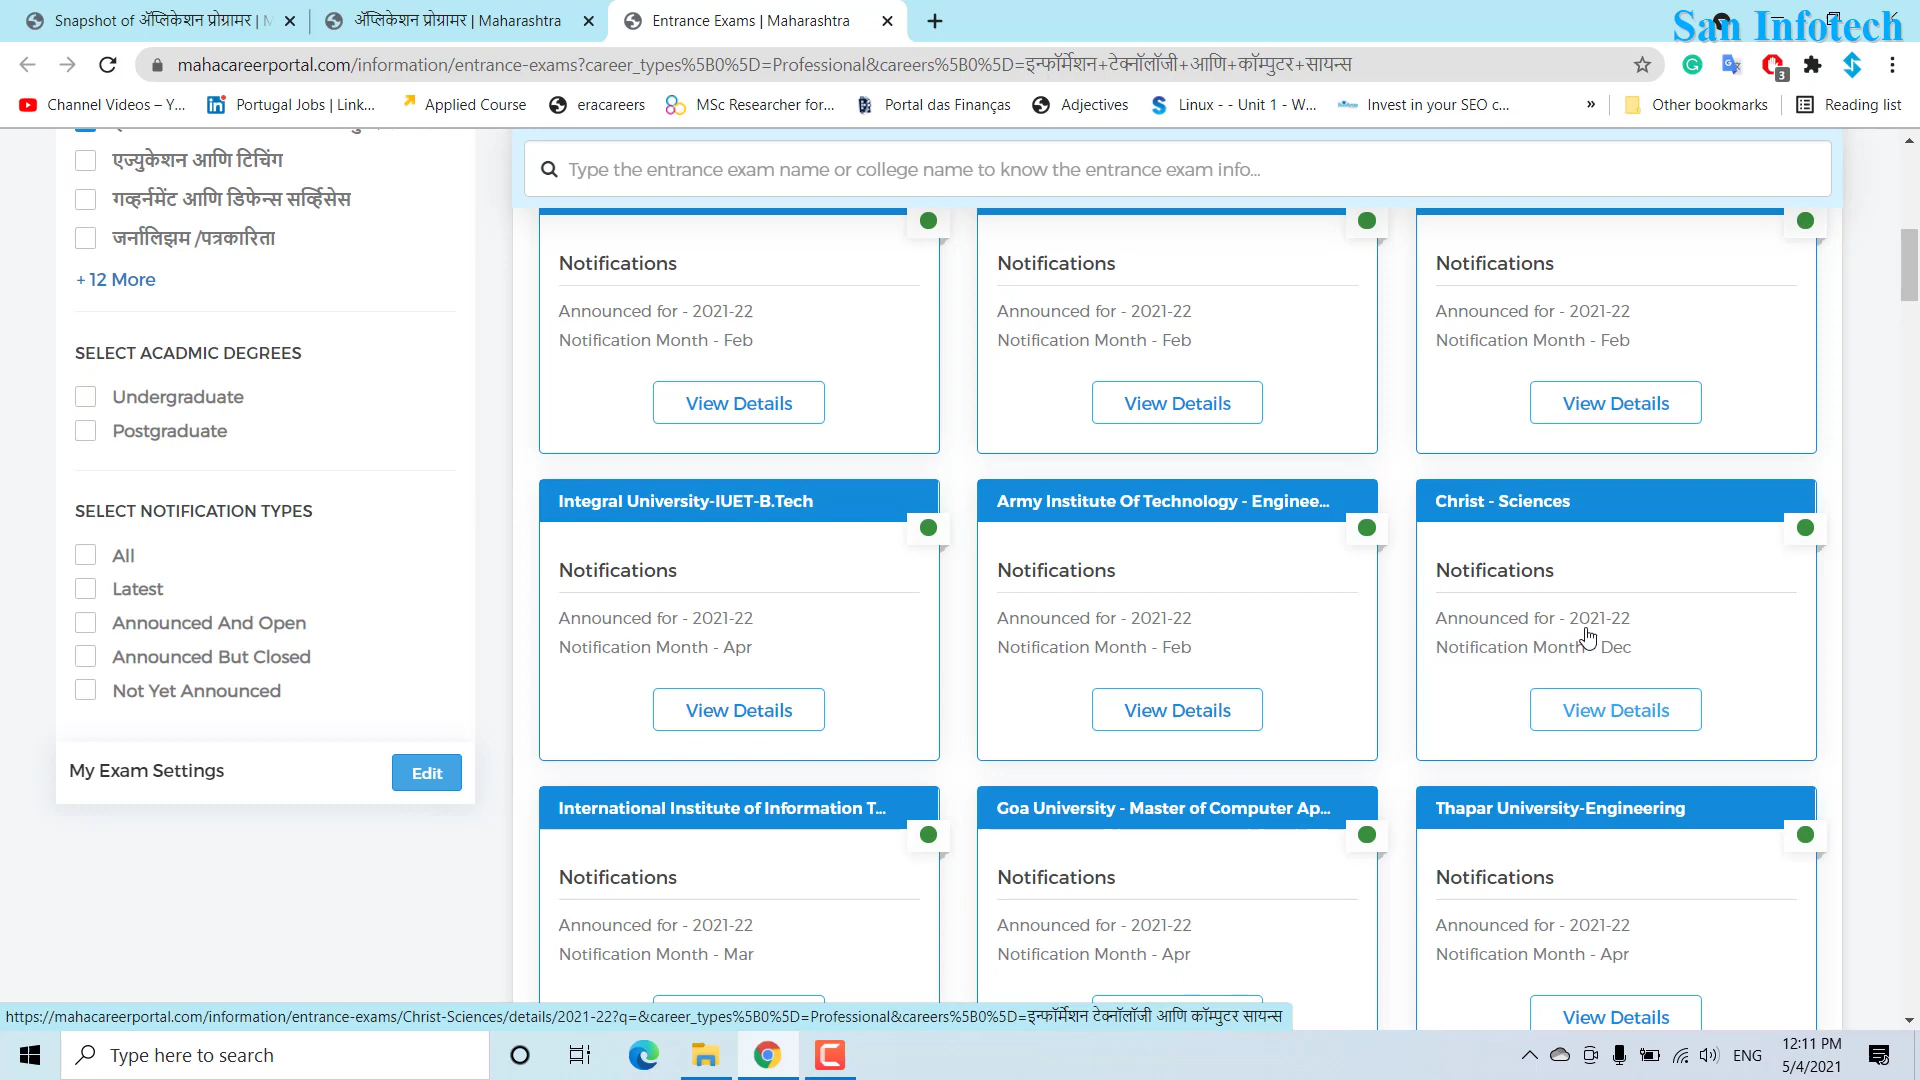 Snapshot of ॲप्लिकेशन प्रोग्रामर | M
ॲप्लिकेशन प्रोग्रामर | Maharashtra
Entrance Exams | Maharashtra
San Infotech
mahacareerportal.com/information/entrance-exams?career_types%5B0%5D=Professional&careers%5B0%5D=इन्फॉर्मेशन+टेक्नॉलॉजी+आणि+कॉम्पुटर+सायन्स
3
Channel Videos – Y...
Portugal Jobs | Link...
Applied Course
eracareers
MSc Researcher for...
Portal das Finanças
Adjectives
Linux - - Unit 1 - W...
Invest in your SEO c...
»
Other bookmarks
Reading list
एज्युकेशन आणि टिचिंग
गव्हर्नमेंट आणि डिफेन्स सर्व्हिसेस
जर्नालिझम /पत्रकारिता
+ 12 More
SELECT ACADMIC DEGREES
Undergraduate
Postgraduate
SELECT NOTIFICATION TYPES
All
Latest
Announced And Open
Announced But Closed
Not Yet Announced
My Exam Settings
Edit
Type the entrance exam name or college name to know the entrance exam info...
Notifications
Announced for - 2021-22
Notification Month - Feb
View Details
Notifications
Announced for - 2021-22
Notification Month - Feb
View Details
Notifications
Announced for - 2021-22
Notification Month - Feb
View Details
Integral University-IUET-B.Tech
Notifications
Announced for - 2021-22
Notification Month - Apr
View Details
Army Institute Of Technology - Enginee...
Notifications
Announced for - 2021-22
Notification Month - Feb
View Details
Christ - Sciences
Notifications
Announced for - 2021-22
Notification Month - Dec
View Details
International Institute of Information T...
Notifications
Announced for - 2021-22
Notification Month - Mar
Goa University - Master of Computer Ap...
Notifications
Announced for - 2021-22
Notification Month - Apr
Thapar University-Engineering
Notifications
Announced for - 2021-22
Notification Month - Apr
View Details
https://mahacareerportal.com/information/entrance-exams/Christ-Sciences/details/2021-22?q=&career_types%5B0%5D=Professional&careers%5B0%5D=इन्फॉर्मेशन टेक्नॉलॉजी आणि कॉम्पुटर सायन्स
Type here to search
ENG
12:11 PM
5/4/2021